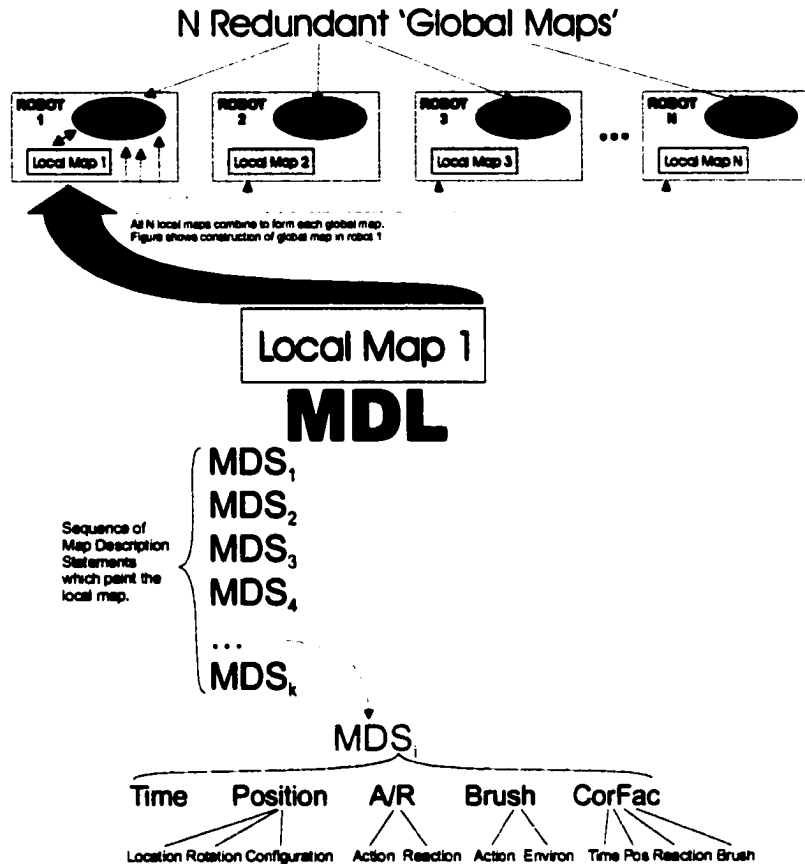 N Redundant 'Global Maps'
ROBOT 1
ROBOT 2
ROBOT 3
ROBOT N
...
Local Map 1
Local Map 2
Local Map 3
Local Map N
All N local maps combine to form each global map.
Figure shows construction of global map in robot 1
Local Map 1
MDL
MDS1
MDS2
MDS3
MDS4
...
MDSk
Sequence of
Map Description
Statements
which paint the
local map.
MDSi
Time Position A/R Brush CorFac
Location Rotation Configuration Action Reaction Action Environ Time Pos Reaction Brush